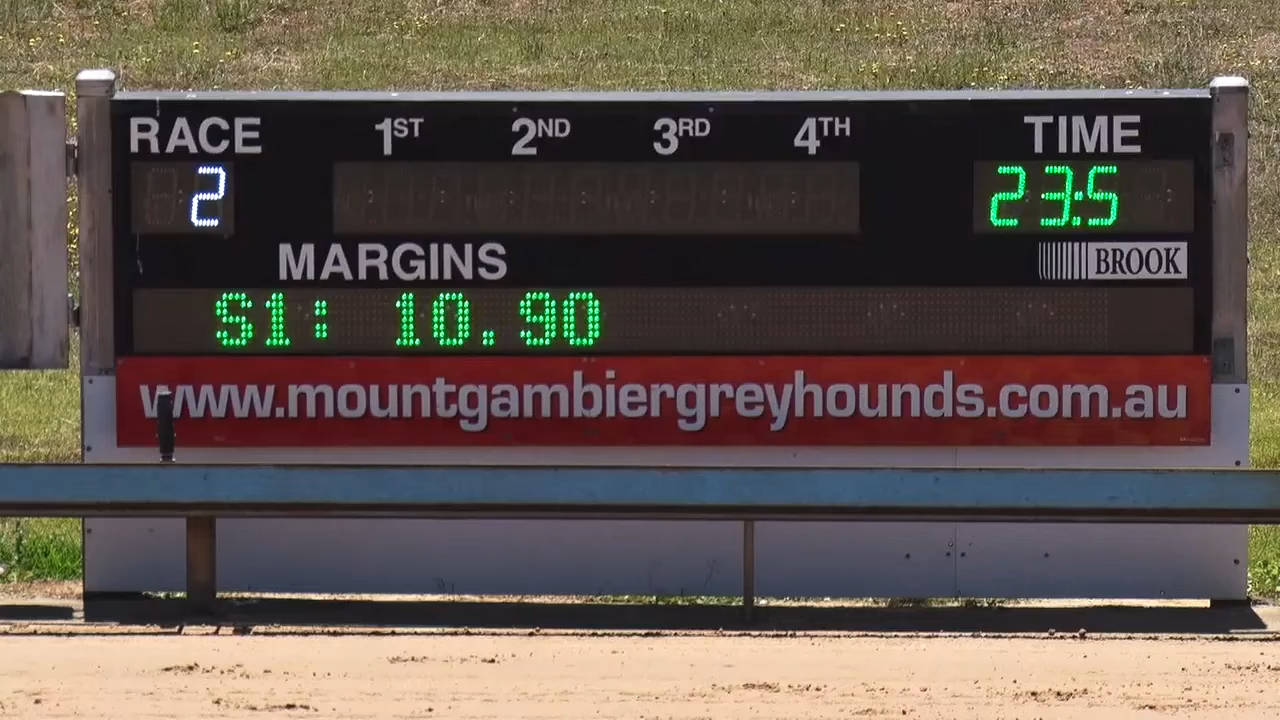 RACE 1ST 2ND 3RD 4TH TIME
2 23:5
MARGINS BROOK
S1: 10.90
www.mountgambiergreyhounds.com.au